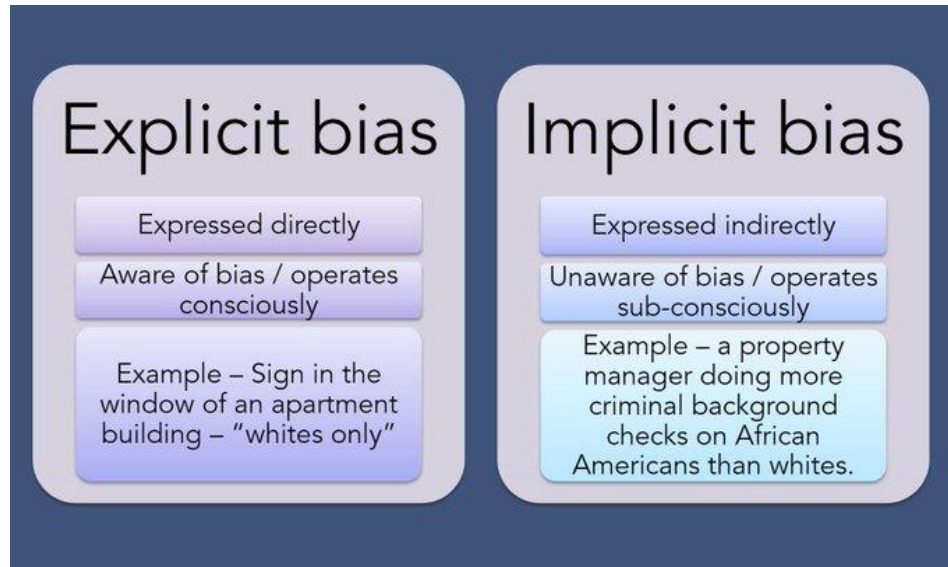 Explicit bias
Expressed directly
Aware of bias / operates
consciously
Example – Sign in the
window of an apartment
building – “whites only”
Implicit bias
Expressed indirectly
Unaware of bias / operates
sub-consciously
Example – a property
manager doing more
criminal background
checks on African
Americans than whites.